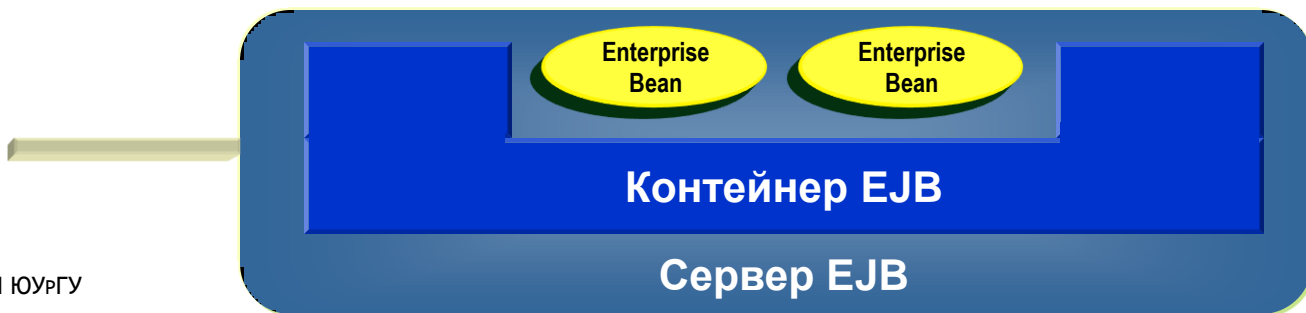 Enterprise
Bean
Enterprise
Bean
Контейнер EJB
Сервер EJB
ЮУрГУ